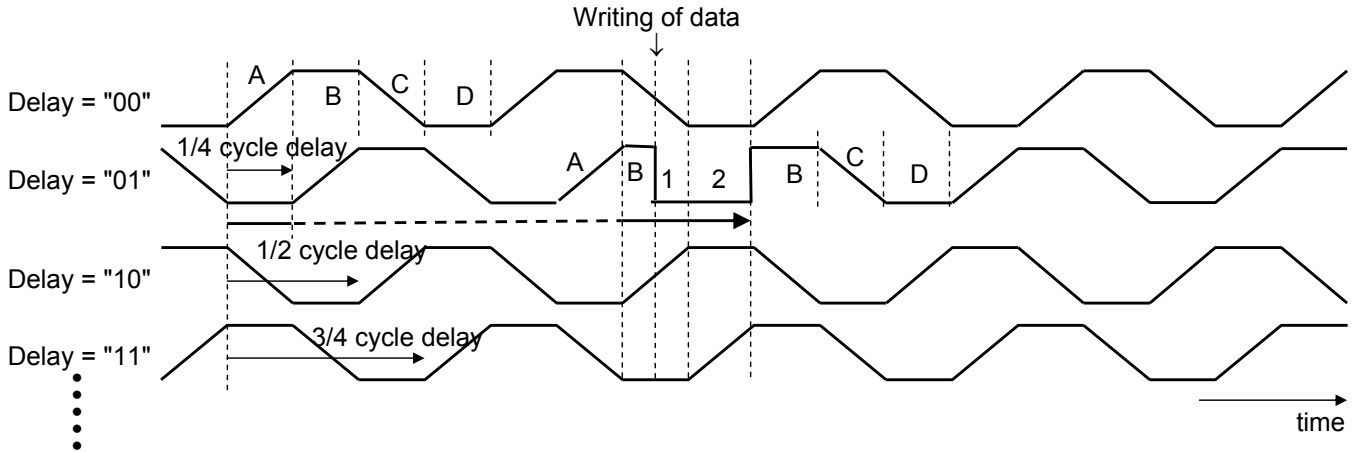 Writing of data
↓
A B C D
Delay = "00"
1/4 cycle delay
A B 1 2 B C D
Delay = "01"
1/2 cycle delay
Delay = "10"
3/4 cycle delay
Delay = "11"
time